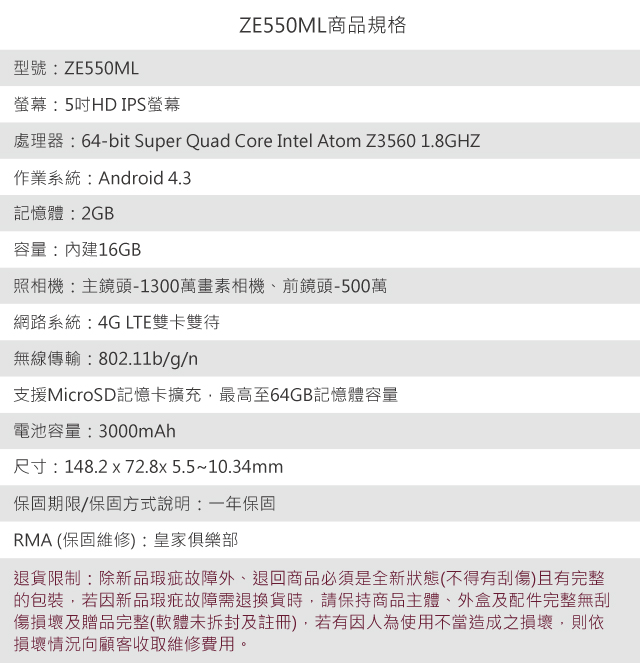 ZE550ML商品規格
型號：ZE550ML
螢幕：5吋HD IPS螢幕
處理器：64-bit Super Quad Core Intel Atom Z3560 1.8GHZ
作業系統：Android 4.3
記憶體：2GB
容量：內建16GB
照相機：主鏡頭-1300萬畫素相機、前鏡頭-500萬
網路系統：4G LTE雙卡雙待
無線傳輸：802.11b/g/n
支援MicroSD記憶卡擴充，最高至64GB記憶體容量
電池容量：3000mAh
尺寸：148.2 x 72.8x 5.5~10.34mm
保固期限/保固方式說明：一年保固
RMA (保固維修)：皇家俱樂部
退貨限制：除新品瑕疵故障外、退回商品必須是全新狀態(不得有刮傷)且有完整
的包裝，若因新品瑕疵故障需退換貨時，請保持商品主體、外盒及配件完整無刮
傷損壞及贈品完整(軟體未拆封及註冊)，若有因人為使用不當造成之損壞，則依
損壞情況向顧客收取維修費用。